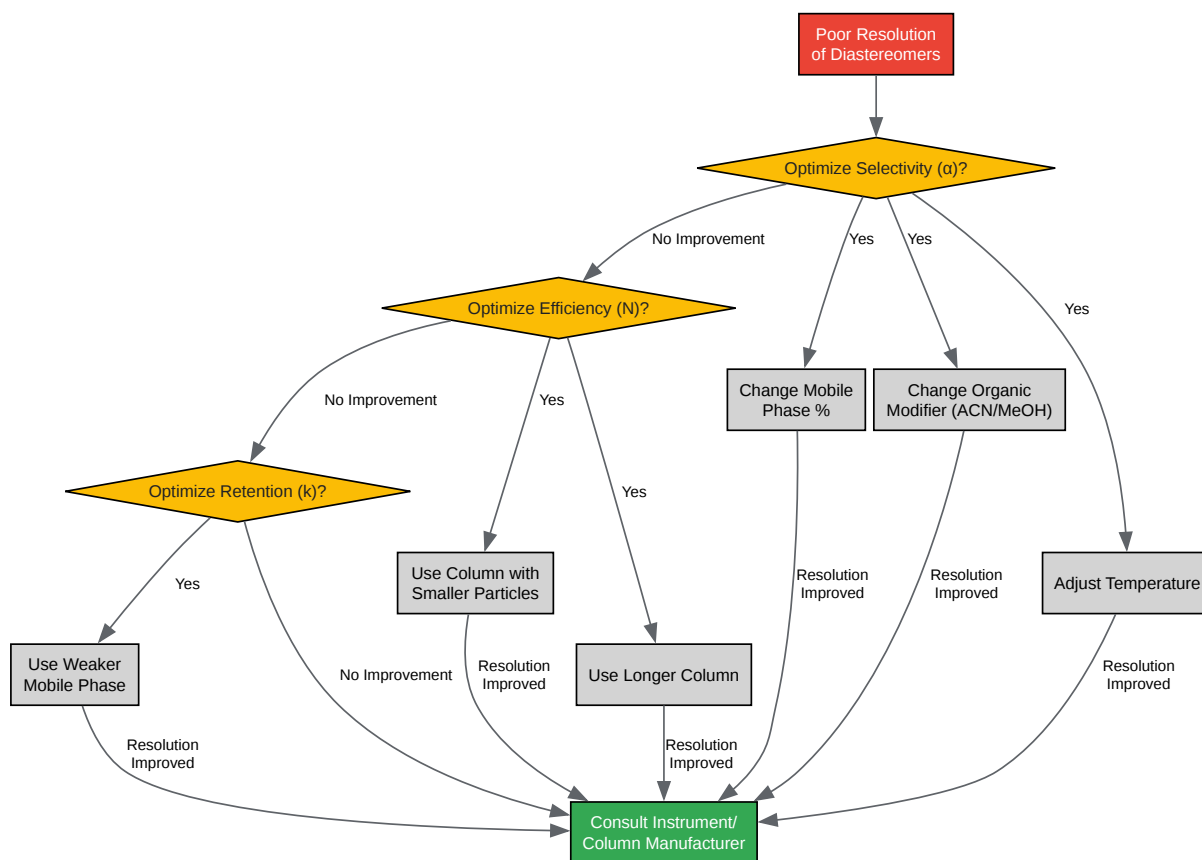 Poor Resolution
of Diastereomers
Optimize Selectivity (α)?
No Improvement
Yes
Yes
Yes
Optimize Efficiency (N)?
Change Mobile
Phase %
Change Organic
Modifier (ACN/MeOH)
No Improvement
Yes
Yes
Optimize Retention (k)?
Use Column with
Smaller Particles
Resolution
Improved
Resolution
Improved
Adjust Temperature
Yes
Use Weaker
Mobile Phase
No Improvement
Resolution
Improved
Use Longer Column
Resolution
Improved
Resolution
Improved
Resolution
Improved
Consult Instrument/
Column Manufacturer